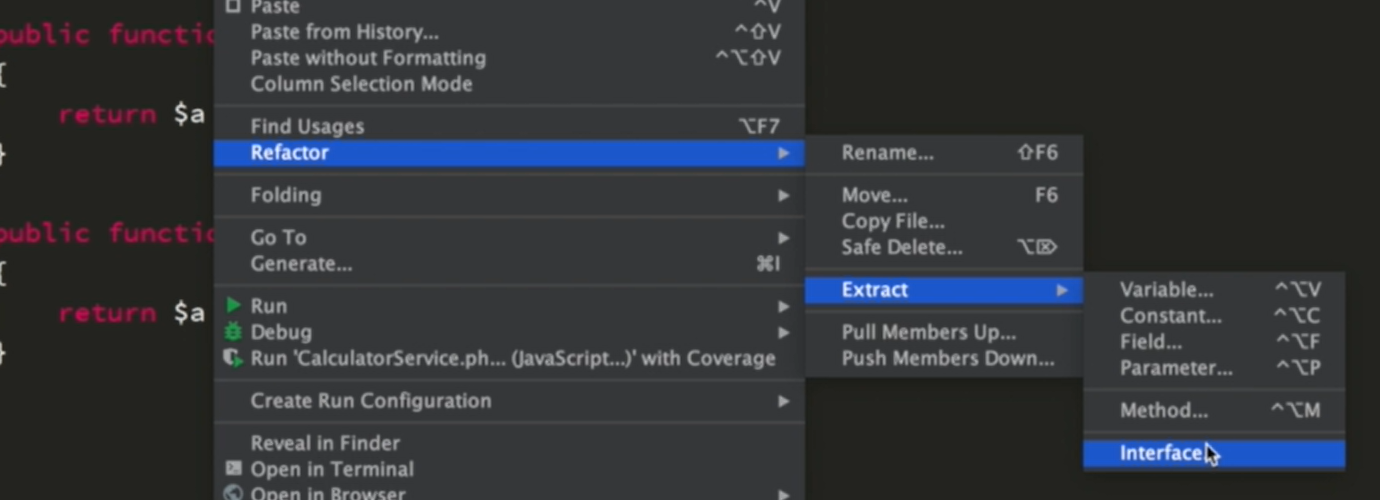 Paste ^V
public functio
Paste from History... ^⇧V
{
Paste without Formatting ^⌥⇧V
Column Selection Mode
return $a
Find Usages ⌥F7
}
Refactor ▶
Rename... ⇧F6
Folding ▶
Move... F6
Copy File...
public functio
Go To ▶
Safe Delete... ⌥⌦
{
Generate... ⌘I
Extract ▶
Variable... ^⌥V
return $a
Run ▶
Constant... ^⌥C
Debug ▶
Pull Members Up...
Field... ^⌥F
}
Run 'CalculatorService.ph... (JavaScript...)' with Coverage
Push Members Down...
Parameter... ^⌥P
Create Run Configuration ▶
Method... ^⌥M
Reveal in Finder
Interface
Open in Terminal
Open in Browser ▶